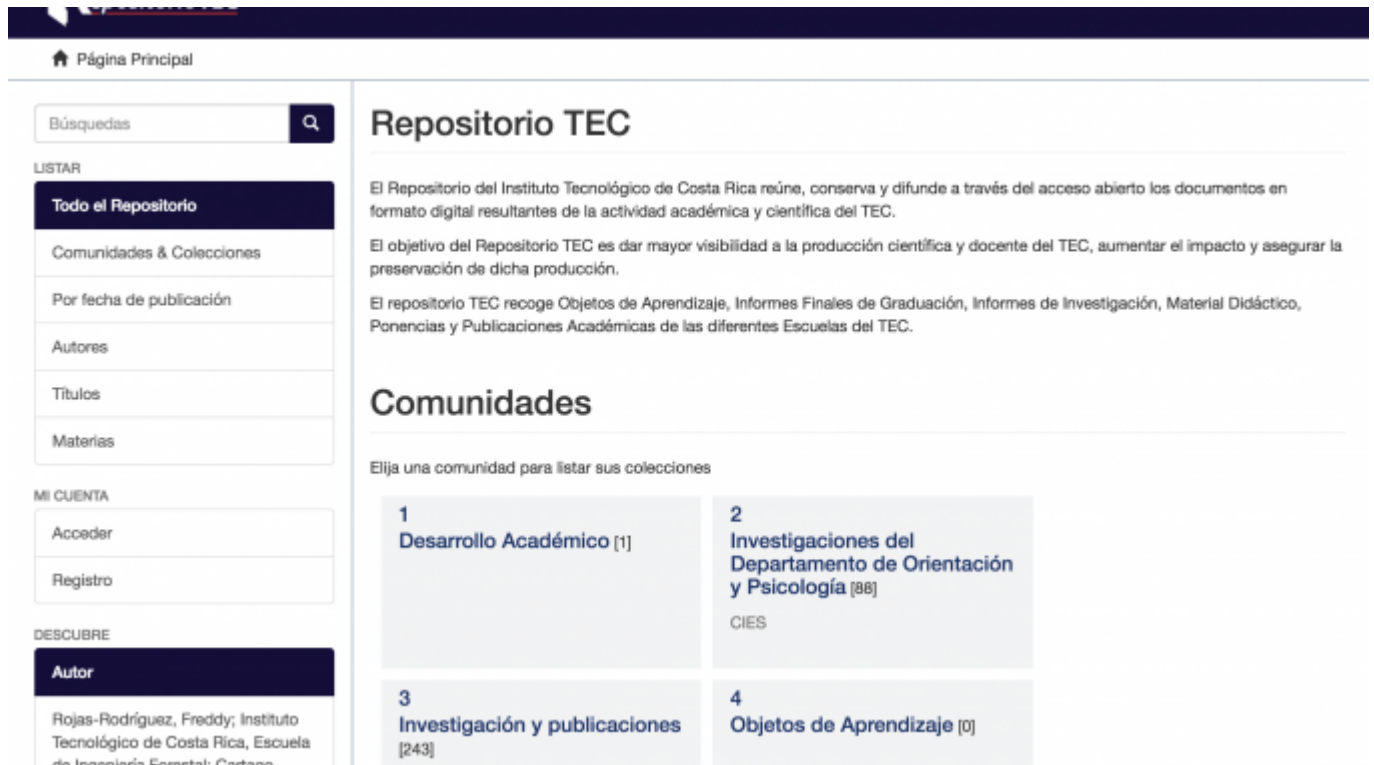 Página Principal
Búsquedas
LISTAR
Todo el Repositorio
Comunidades & Colecciones
Por fecha de publicación
Autores
Títulos
Materias
MI CUENTA
Acceder
Registro
DESCUBRE
Autor
Rojas-Rodríguez, Freddy; Instituto
Tecnológico de Costa Rica, Escuela
de Ingeniería Forestal; Cartago
Repositorio TEC
El Repositorio del Instituto Tecnológico de Costa Rica reúne, conserva y difunde a través del acceso abierto los documentos en
formato digital resultantes de la actividad académica y científica del TEC.
El objetivo del Repositorio TEC es dar mayor visibilidad a la producción científica y docente del TEC, aumentar el impacto y asegurar la
preservación de dicha producción.
El repositorio TEC recoge Objetos de Aprendizaje, Informes Finales de Graduación, Informes de Investigación, Material Didáctico,
Ponencias y Publicaciones Académicas de las diferentes Escuelas del TEC.
Comunidades
Elija una comunidad para listar sus colecciones
1
Desarrollo Académico [1]
2
Investigaciones del
Departamento de Orientación
y Psicología [88]
CIES
3
Investigación y publicaciones
[243]
4
Objetos de Aprendizaje [0]